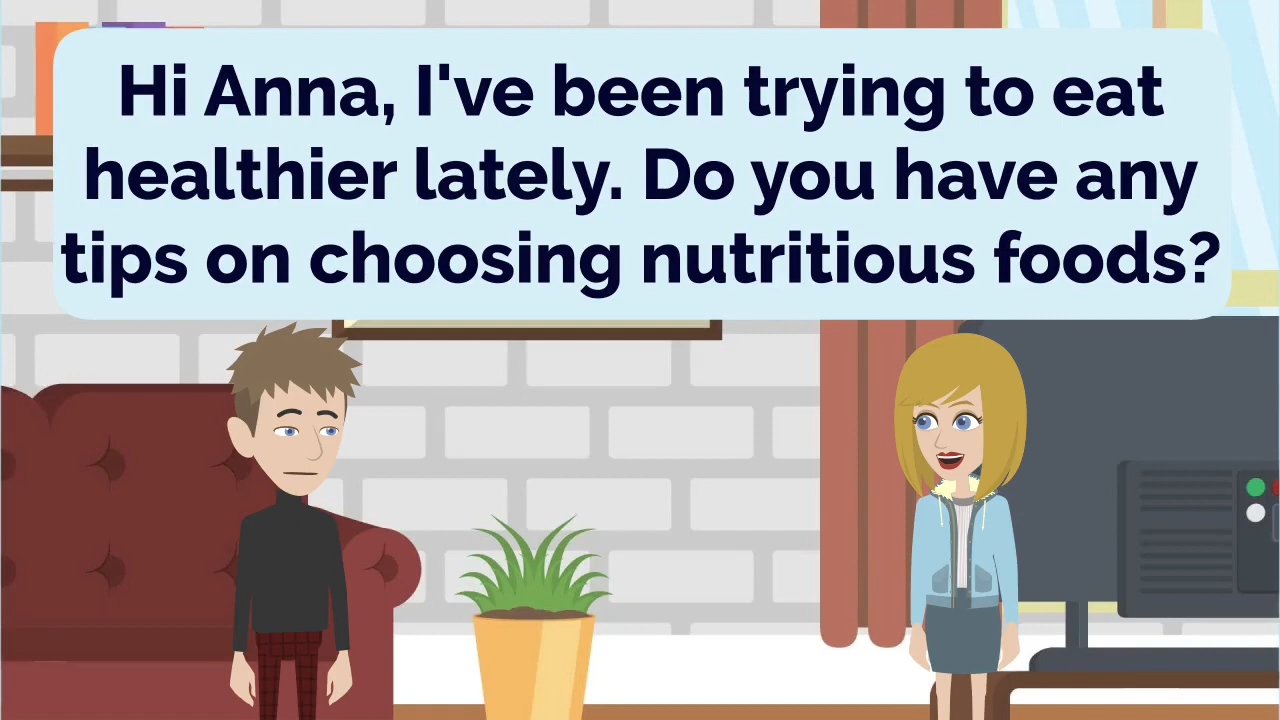 Hi Anna, I've been trying to eat
healthier lately. Do you have any
tips on choosing nutritious foods?